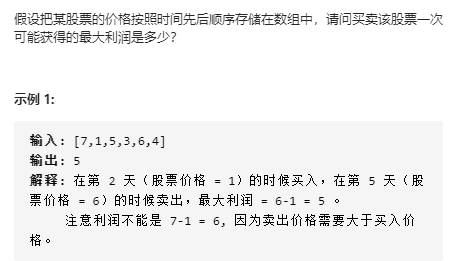 假设把某股票的价格按照时间先后顺序存储在数组中，请问买卖该股票一次
可能获得的最大利润是多少？
示例 1:
输入: [7,1,5,3,6,4]
输出: 5
解释: 在第 2 天（股票价格 = 1）的时候买入，在第 5 天（股
票价格 = 6）的时候卖出，最大利润 = 6-1 = 5 。
注意利润不能是 7-1 = 6, 因为卖出价格需要大于买入价
格。